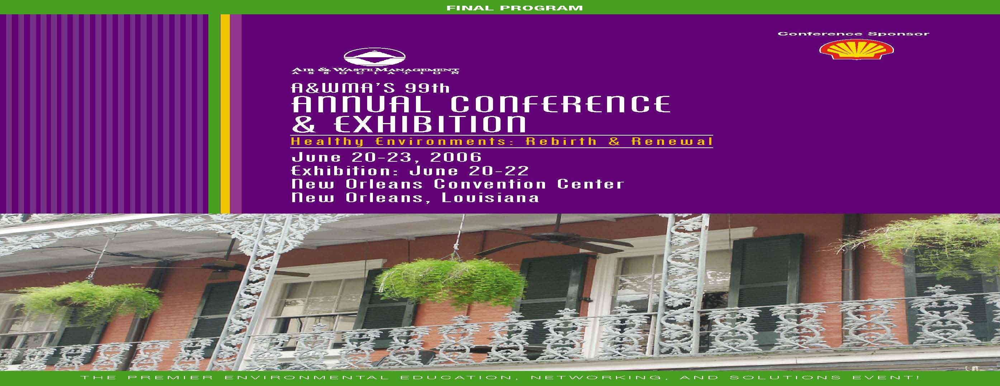 FINAL PROGRAM
Conference Sponsor
AIR & WASTE MANAGEMENT
ASSOCIATION
A&WMA'S 99th
ANNUAL CONFERENCE
& EXHIBITION
Healthy Environments: Rebirth & Renewal
June 20-23, 2006
Exhibition: June 20-22
New Orleans Convention Center
New Orleans, Louisiana
THE PREMIER ENVIRONMENTAL EDUCATION, NETWORKING, AND SOLUTIONS EVENT!